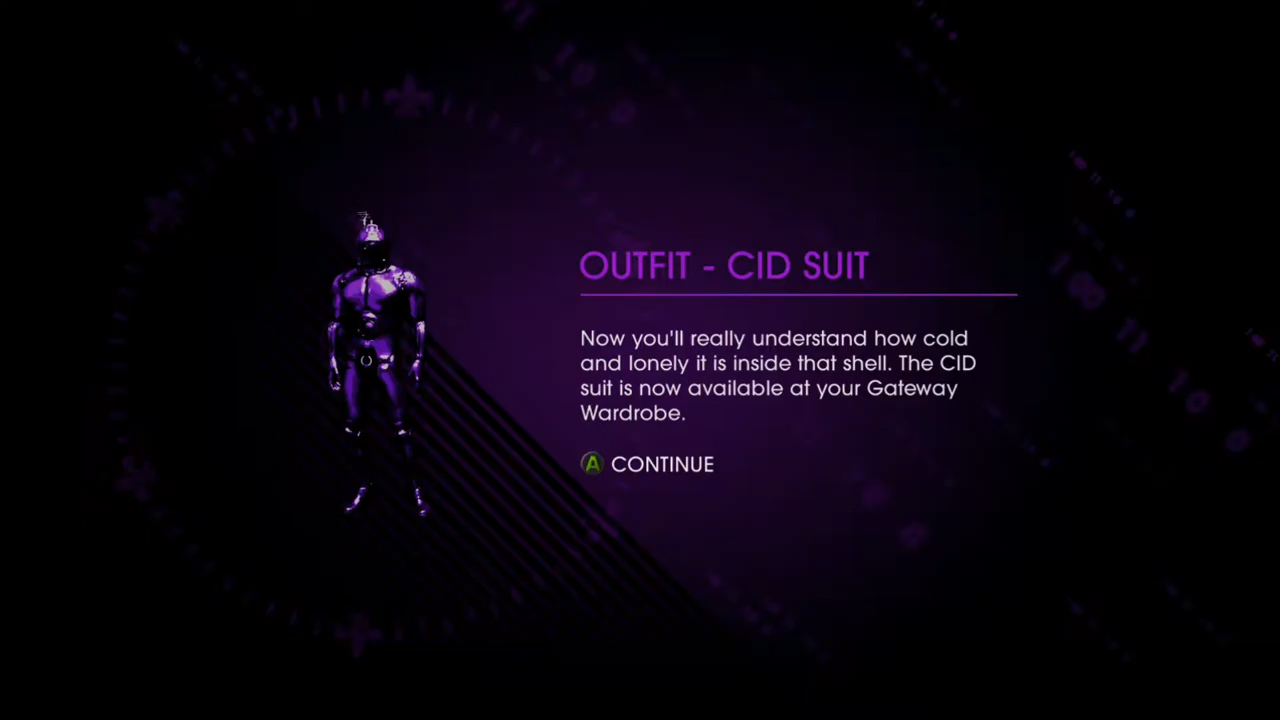 OUTFIT - CID SUIT
Now you'll really understand how cold
and lonely it is inside that shell. The CID
suit is now available at your Gateway
Wardrobe.
A CONTINUE